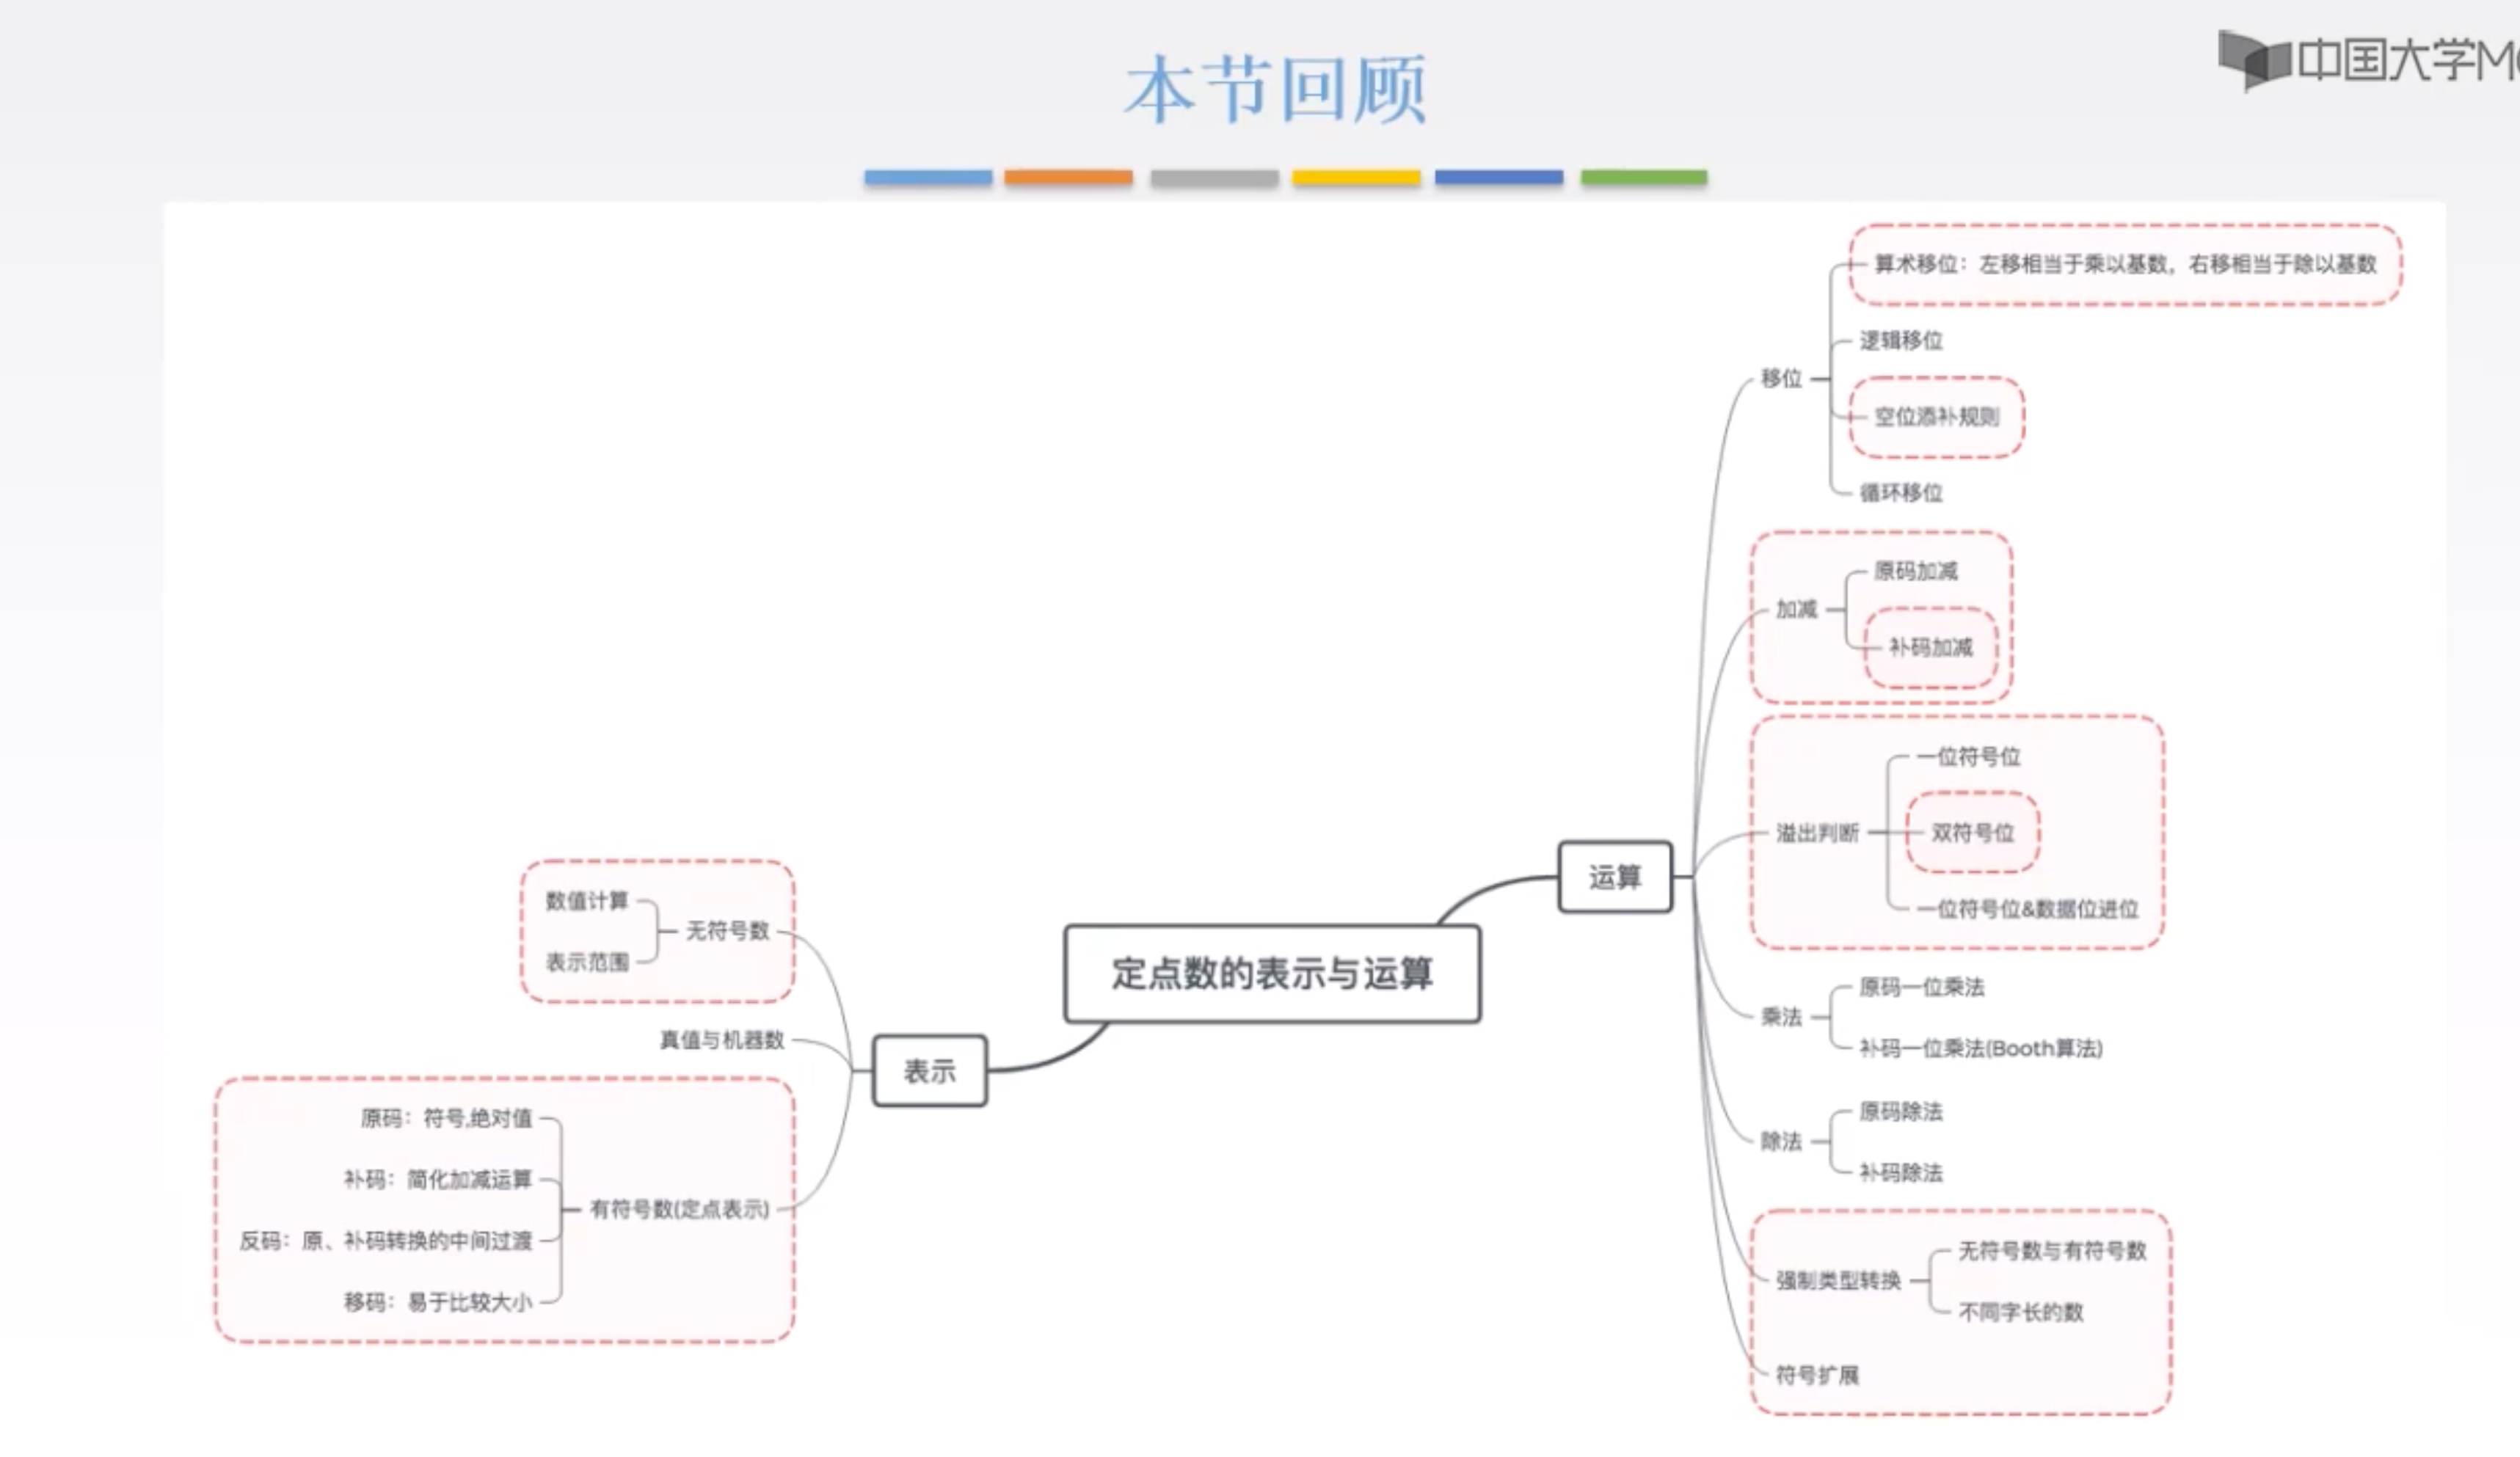 本节回顾
中国大学M
算术移位：左移相当于乘以基数，右移相当于除以基数
逻辑移位
移位
空位添补规则
循环移位
原码加减
加减
补码加减
一位符号位
溢出判断
双符号位
一位符号位&数据位进位
运算
原码一位乘法
乘法
补码一位乘法(Booth算法)
原码除法
除法
补码除法
无符号数与有符号数
强制类型转换
不同字长的数
符号扩展
定点数的表示与运算
表示
数值计算
无符号数
表示范围
真值与机器数
原码：符号,绝对值
补码：简化加减运算
有符号数(定点表示)
反码：原、补码转换的中间过渡
移码：易于比较大小